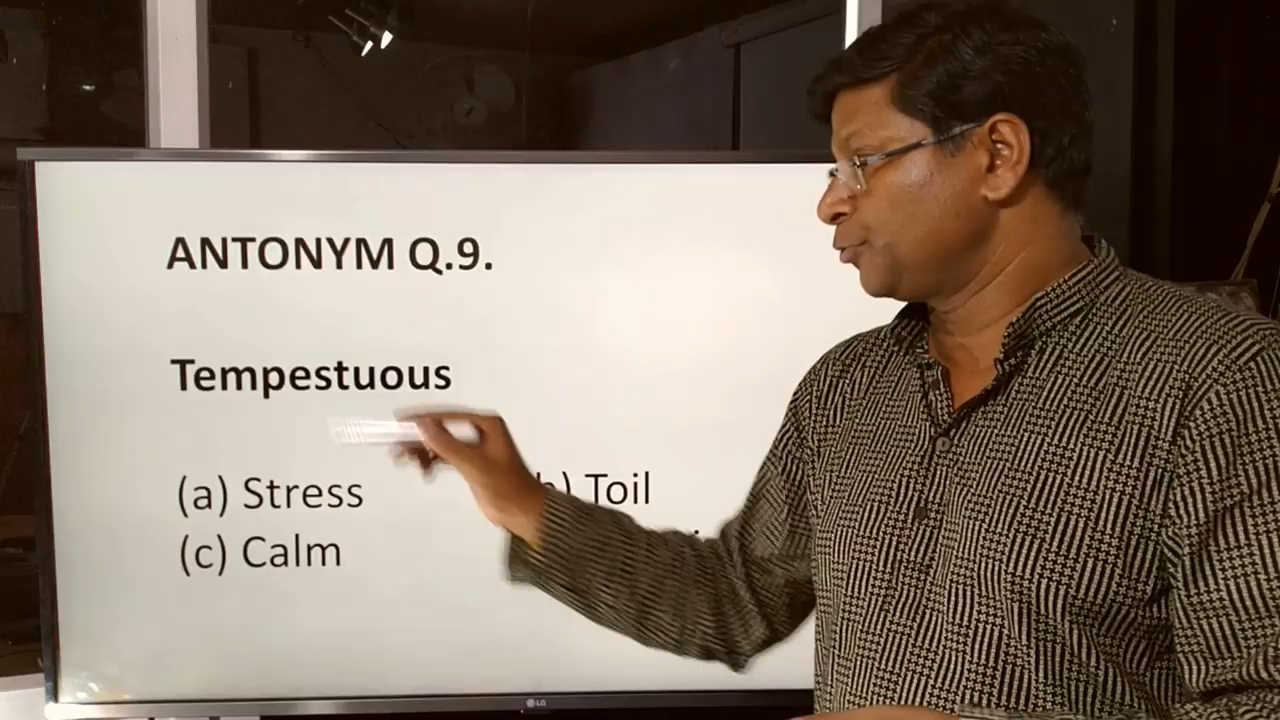 ANTONYM Q.9.
Tempestuous
(a) Stress b) Toil
(c) Calm
LG